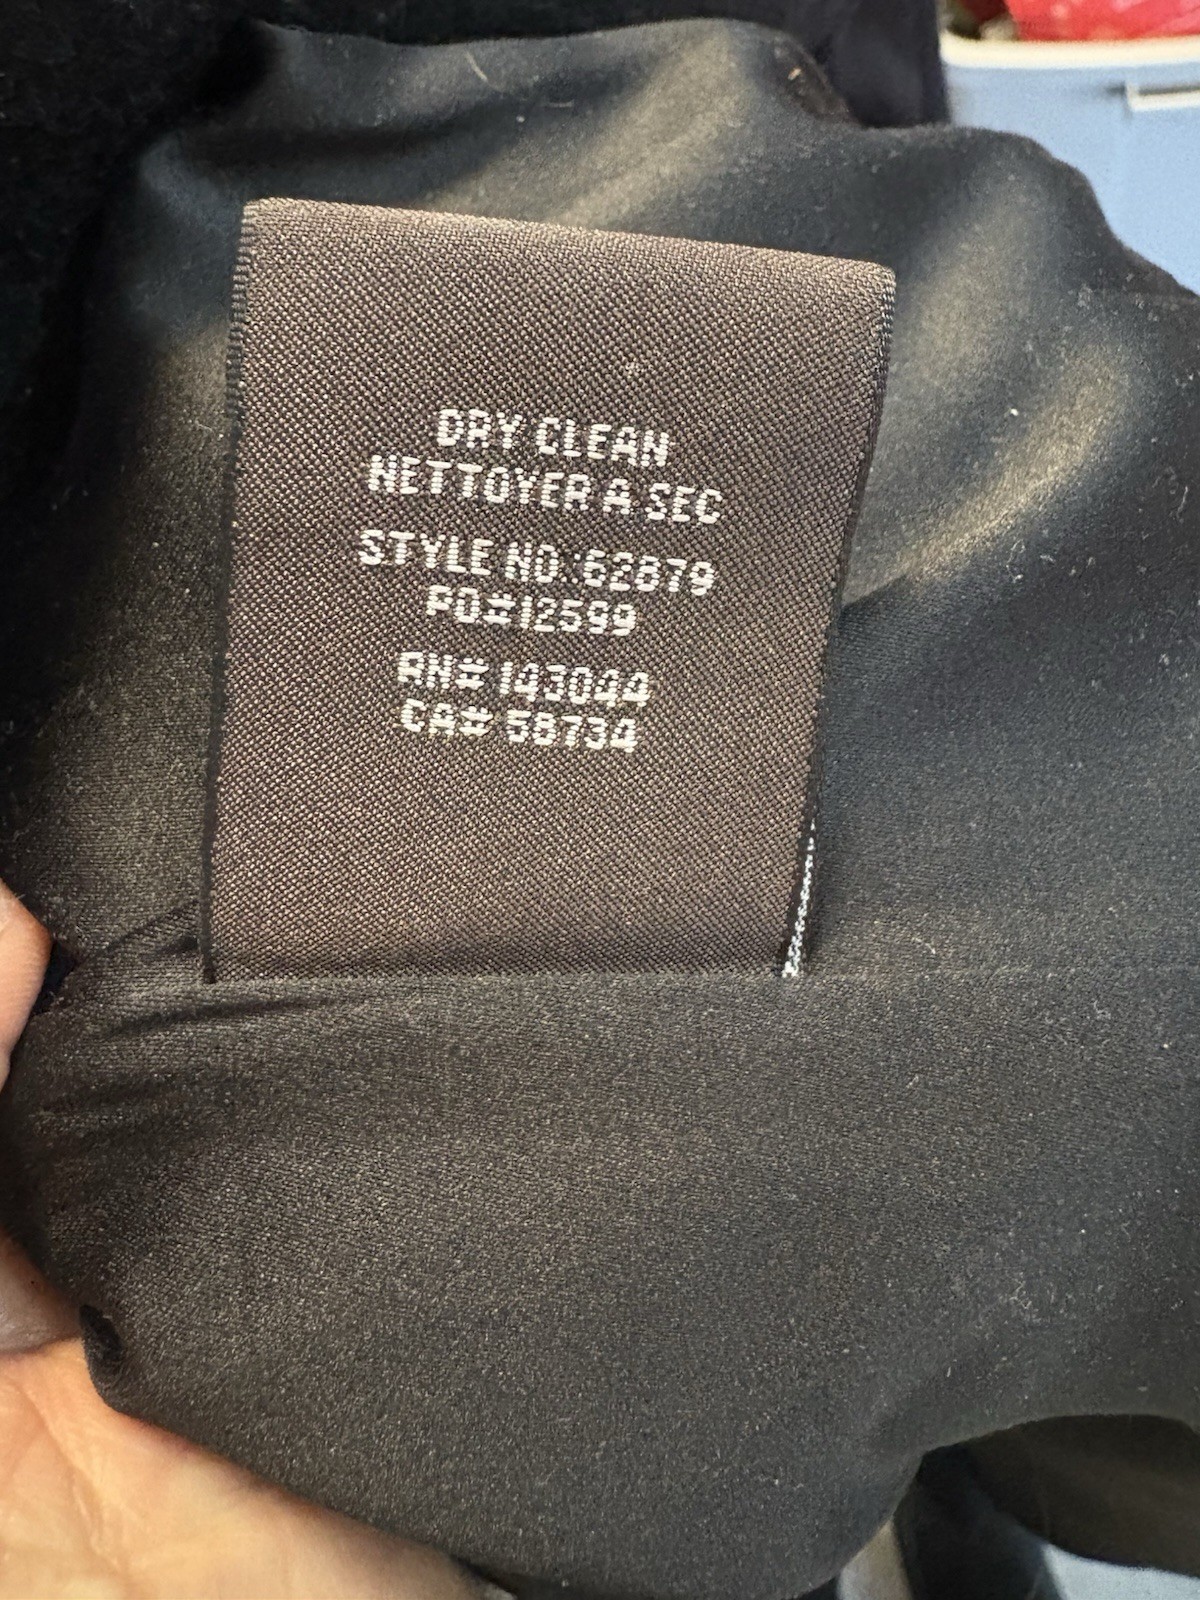 DRY CLEAN
NETTOYER A SEC
STYLE NO:62879
PO#12599
RN# 143044
CA# 58734